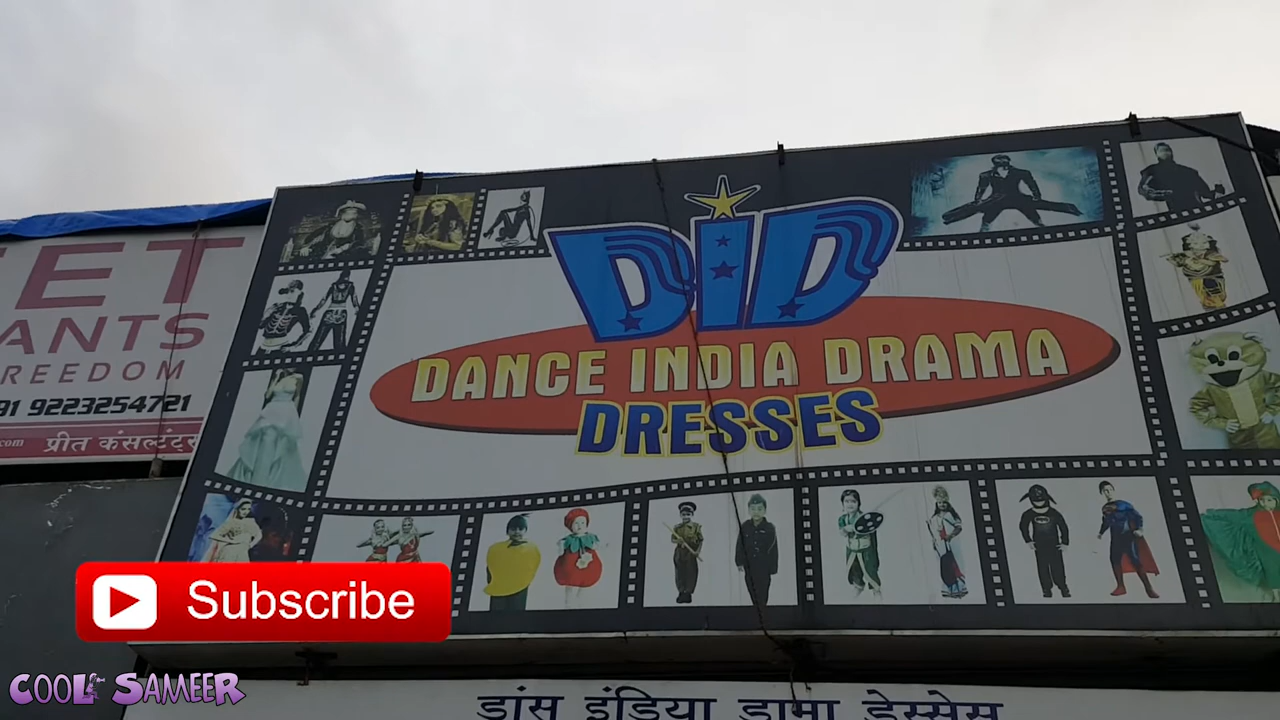 DID
DANCE INDIA DRAMA
DRESSES
ET
ANTS
REEDOM
91 9223254721
.com प्रीत कंसल्टंट्स
Subscribe
COOL SAMEER
डांस इंडिया ड्रामा ड्रेस्सेस